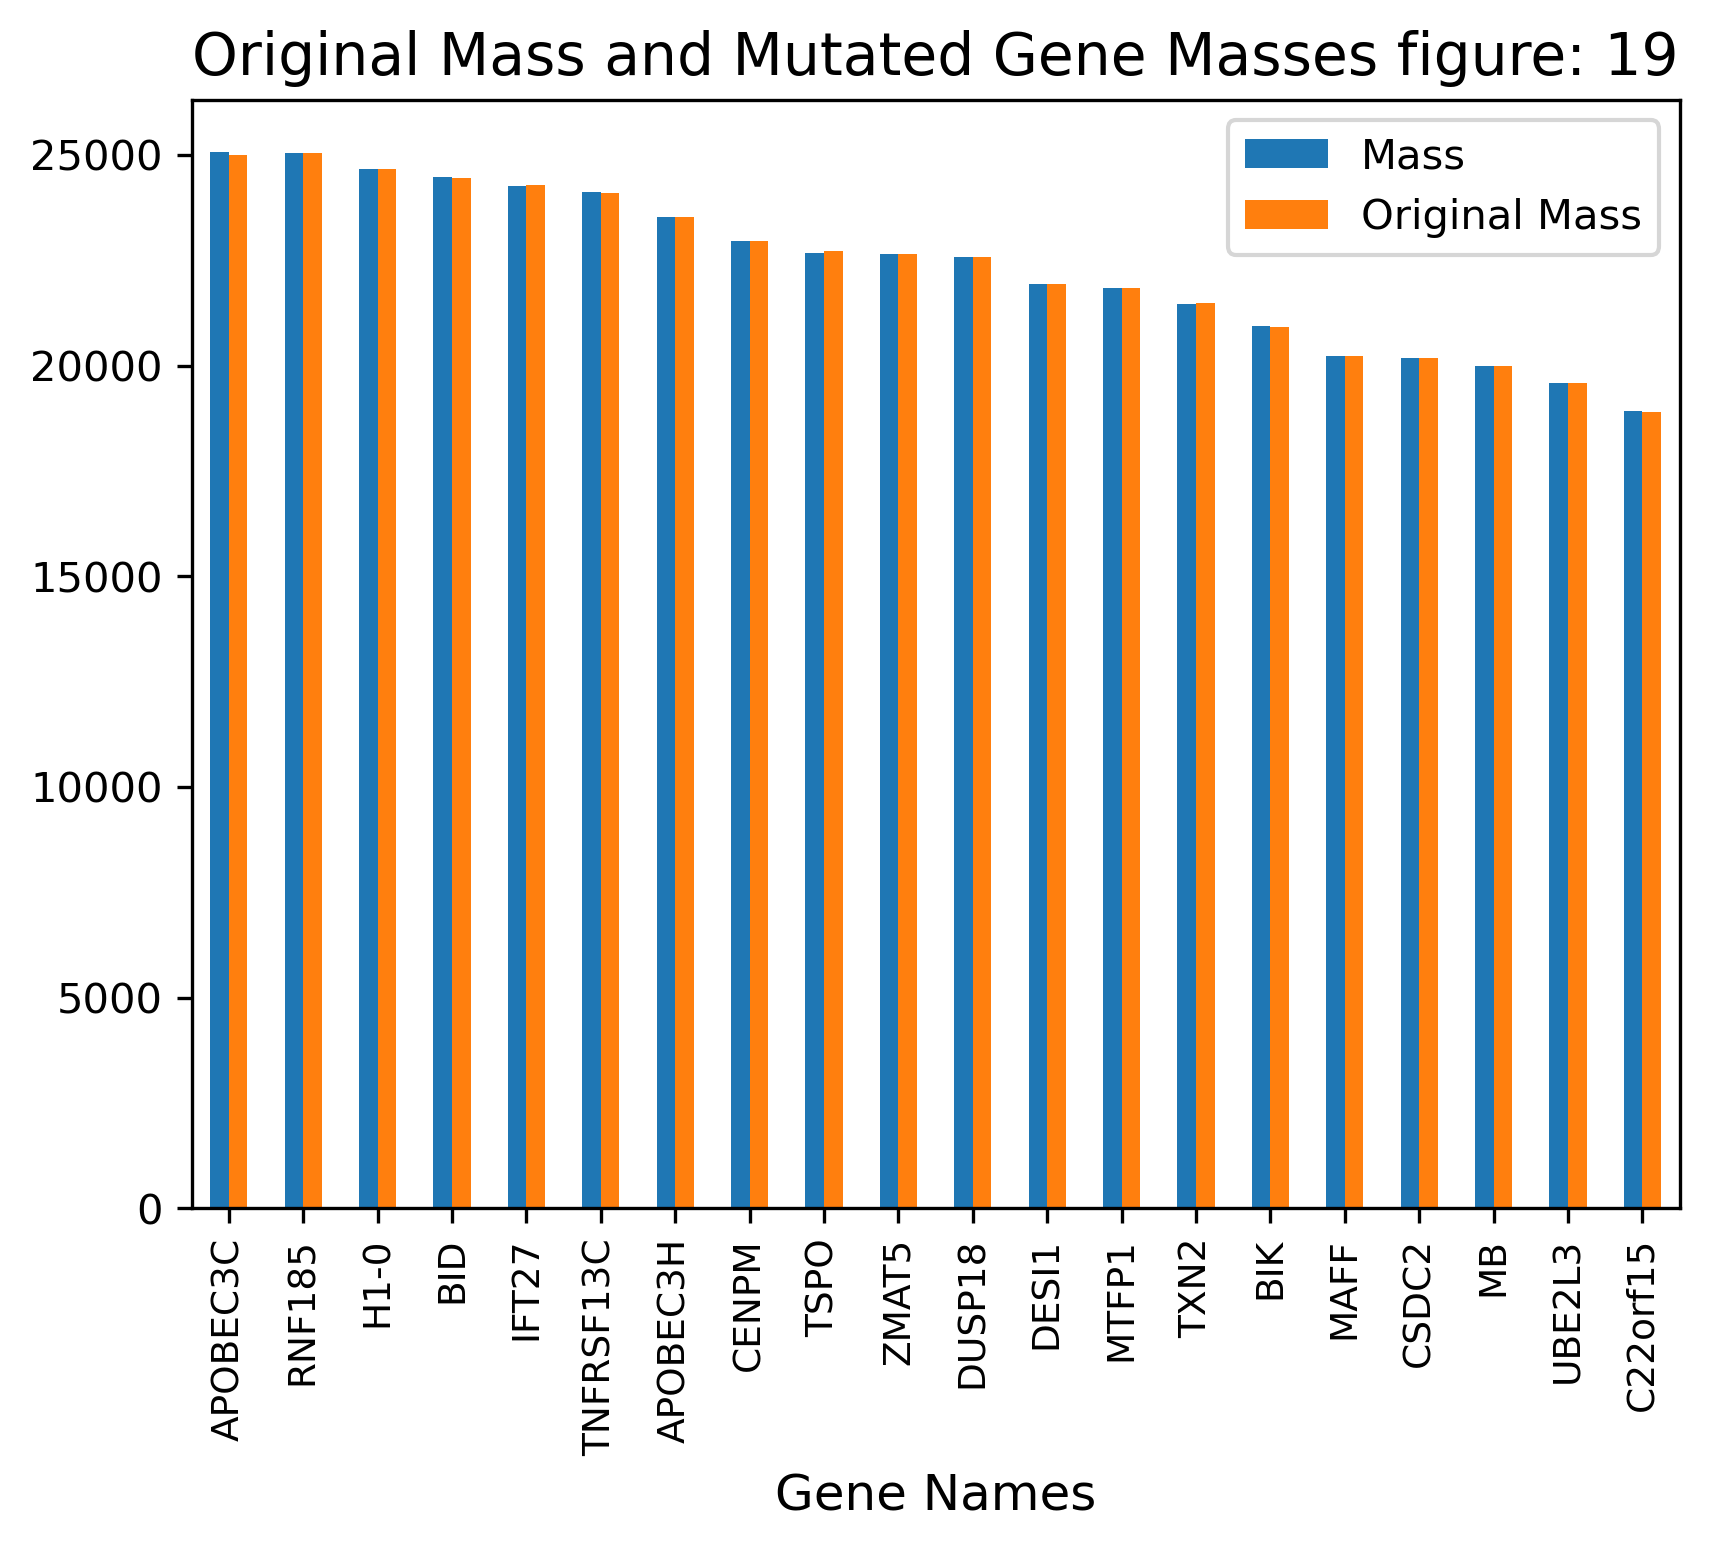 Original Mass and Mutated Gene Masses figure: 19
Mass
Original Mass
25000
20000
15000
10000
5000
0
APOBEC3C
RNF185
H1-0
BID
IFT27
TNFRSF13C
APOBEC3H
CENPM
TSPO
ZMAT5
DUSP18
DESI1
MTFP1
TXN2
BIK
MAFF
CSDC2
MB
UBE2L3
C22orf15
Gene Names